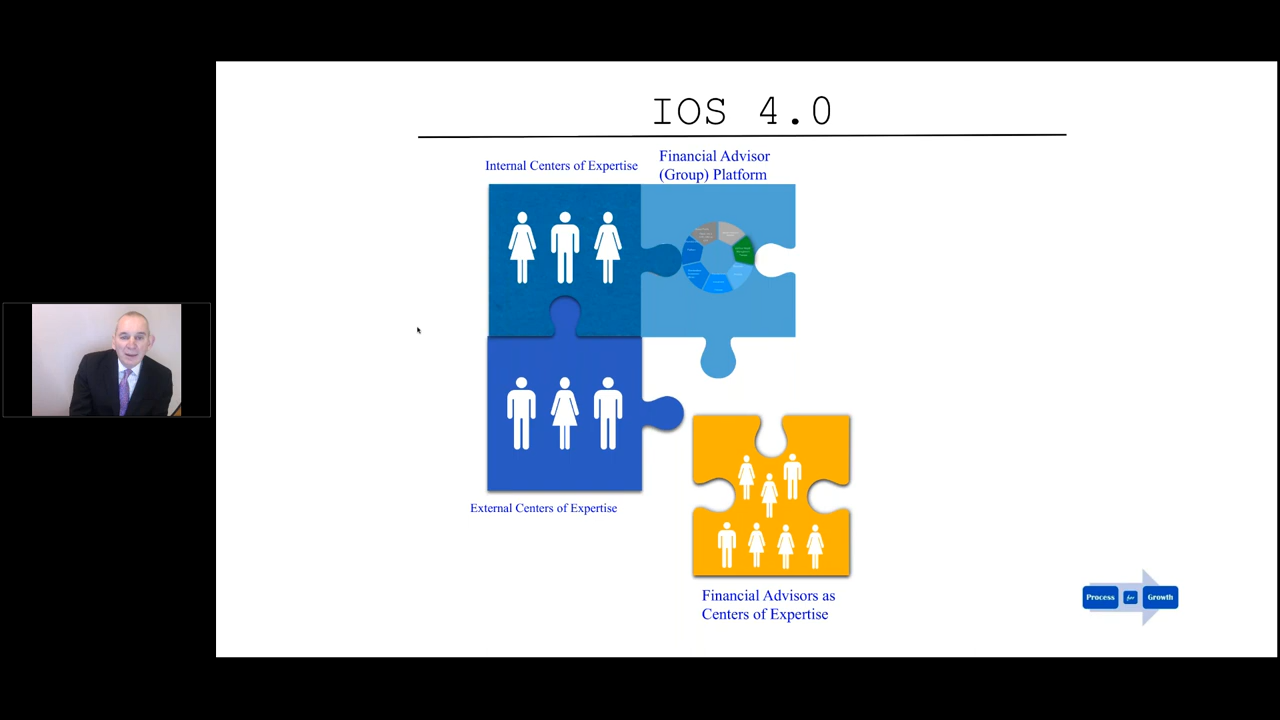 IOS 4.0
Internal Centers of Expertise
Financial Advisor
(Group) Platform
External Centers of Expertise
Financial Advisors as
Centers of Expertise
Process for Growth